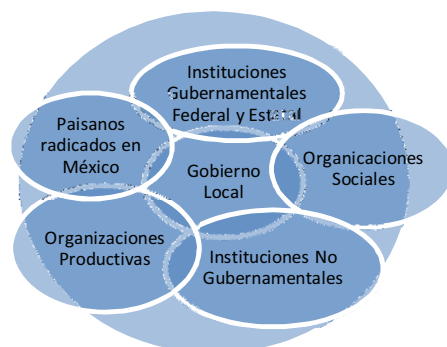 Instituciones
Gubernamentales
Federal y Estatal
Paisanos
radicados en
México
Gobierno
Local
Organicaciones
Sociales
Organizaciones
Productivas
Instituciones No
Gubernamentales